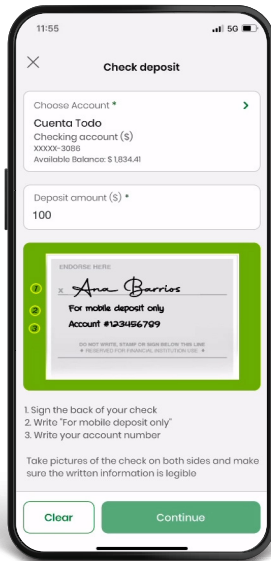 11:55 5G
Check deposit
Choose Account *
Cuenta Todo
Checking account ($)
XXXXX-3086
Available Balance: $ 1,834.41
Deposit amount ($) *
100
ENDORSE HERE
1 x Ana Barrios
2 For mobile deposit only
3 Account #123456789
DO NOT WRITE, STAMP OR SIGN BELOW THIS LINE
RESERVED FOR FINANCIAL INSTITUTION USE
1. Sign the back of your check
2. Write "For mobile deposit only"
3. Write your account number
Take pictures of the check on both sides and make
sure the written information is legible
Clear Continue